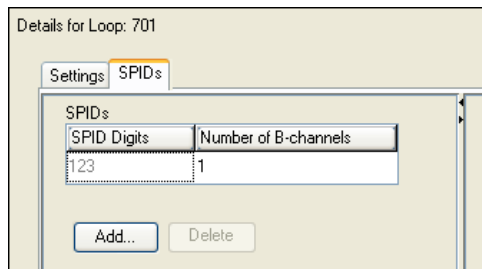 Details for Loop: 701
Settings SPIDs
SPIDs
SPID Digits Number of B-channels
123 1
Add... Delete